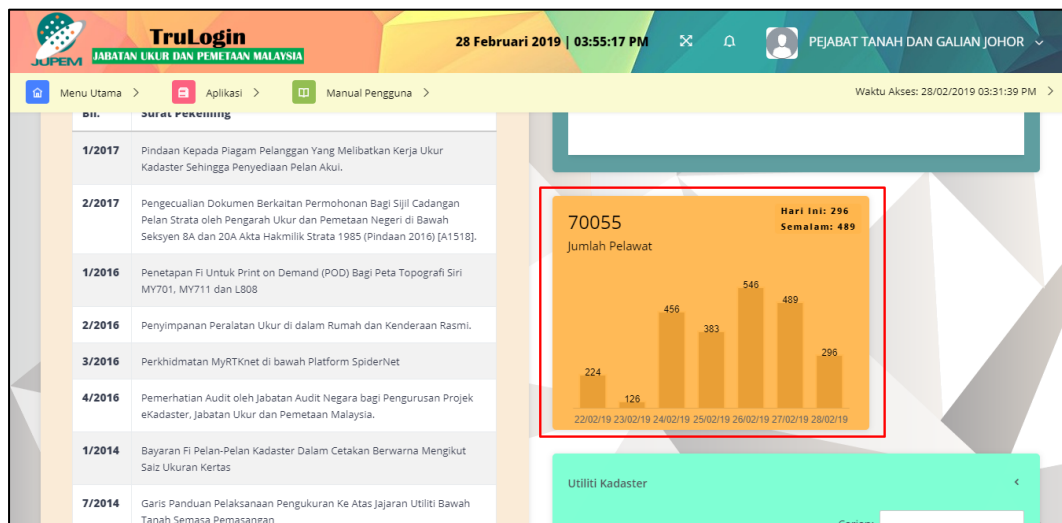 TruLogin
JUPEM JABATAN UKUR DAN PEMETAAN MALAYSIA
28 Februari 2019 | 03:55:17 PM
PEJABAT TANAH DAN GALIAN JOHOR
Menu Utama > Aplikasi > Manual Pengguna >
Waktu Akses: 28/02/2019 03:31:39 PM >
Bil. Surat Pekeliling
1/2017 Pindaan Kepada Piagam Pelanggan Yang Melibatkan Kerja Ukur
Kadaster Sehingga Penyediaan Pelan Akui.
2/2017 Pengecualian Dokumen Berkaitan Permohonan Bagi Sijil Cadangan
Pelan Strata oleh Pengarah Ukur dan Pemetaan Negeri di Bawah
Seksyen 8A dan 20A Akta Hakmilik Strata 1985 (Pindaan 2016) [A1518].
1/2016 Penetapan Fi Untuk Print on Demand (POD) Bagi Peta Topografi Siri
MY701, MY711 dan L808
2/2016 Penyimpanan Peralatan Ukur di dalam Rumah dan Kenderaan Rasmi.
3/2016 Perkhidmatan MyRTKnet di bawah Platform SpiderNet
4/2016 Pemerhatian Audit oleh Jabatan Audit Negara bagi Pengurusan Projek
eKadaster, Jabatan Ukur dan Pemetaan Malaysia.
1/2014 Bayaran Fi Pelan-Pelan Kadaster Dalam Cetakan Berwarna Mengikut
Saiz Ukuran Kertas
7/2014 Garis Panduan Pelaksanaan Pengukuran Ke Atas Jajaran Utiliti Bawah
Tanah Semasa Pemasangan
70055
Jumlah Pelawat
Hari Ini: 296
Semalam: 489
224 126 456 383 546 489 296
22/02/19 23/02/19 24/02/19 25/02/19 26/02/19 27/02/19 28/02/19
Utiliti Kadaster
Carian: